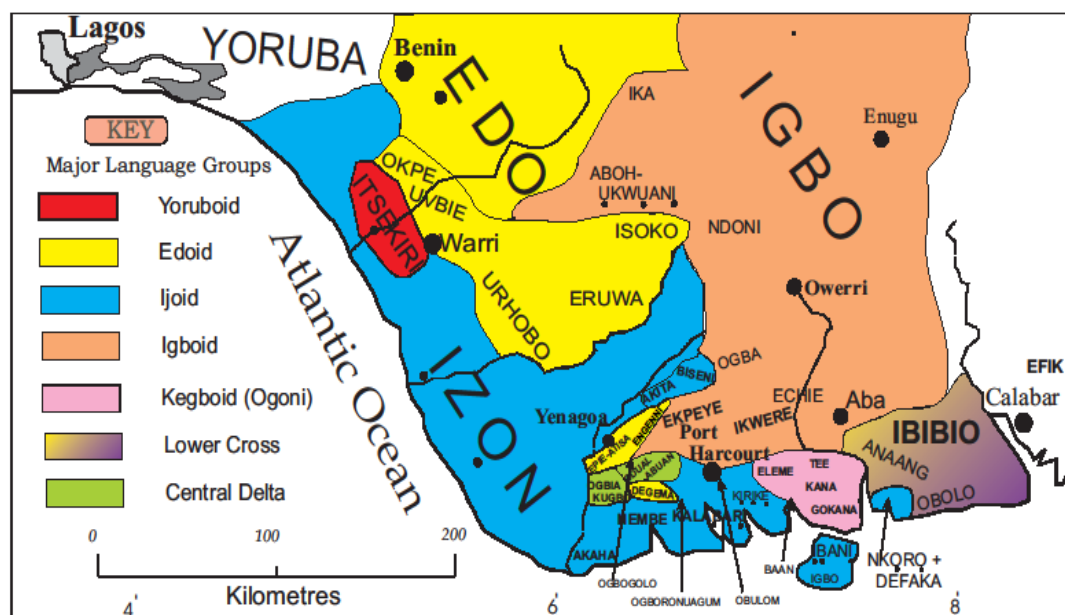 Lagos
YORUBA
Benin
EDO
IKA
IGBO
Enugu
KEY
Major Language Groups
Yoruboid
Edoid
Ijoid
Igboid
Kegboid (Ogoni)
Lower Cross
Central Delta
OKPE
UVBIE
ITSEKIRI
Warri
ABOH-
UKWUANI
ISOKO
NDONI
ERUWA
URHOBO
Owerri
Atlantic Ocean
IZON
OGBA
BISENI
AKITA
EKPEYE
ENGENNI
EPIE-ATISA
Yenagoa
ECHIE
IKWERE
Aba
Port
Harcourt
EFIK
Calabar
IBIBIO
ANAANG
OBOLO
ABUAN
OGBIA
KUGBO
DEGEMA
ELEME
TEE
KANA
GOKANA
KIRIKE
KALABARI
NEMBE
AKAHA
OGBOGOLO
OGBORONUAGUM
OBULOM
BAAN
IBANI
IGBO
NKORO +
DEFAKA
0 100 200
Kilometres
4' 6 8